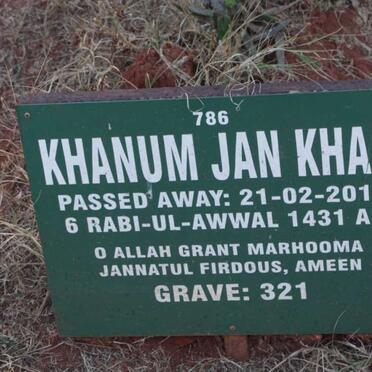 786
KHANUM JAN KHA
PASSED AWAY: 21-02-201
6 RABI-UL-AWWAL 1431 A
O ALLAH GRANT MARHOOMA
JANNATUL FIRDOUS, AMEEN
GRAVE: 321